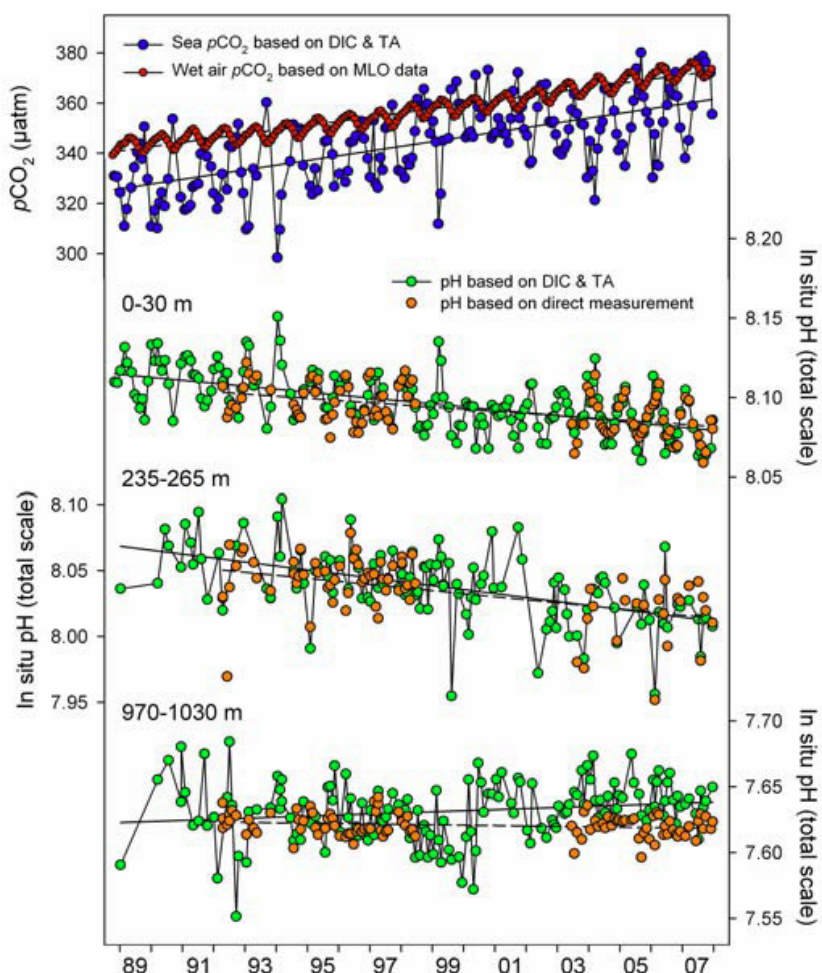 Sea pCO₂ based on DIC & TA
Wet air pCO₂ based on MLO data
380
360
340
320
300
pCO₂ (µatm)
8.20
8.15
8.10
8.05
In situ pH (total scale)
pH based on DIC & TA
pH based on direct measurement
0-30 m
235-265 m
8.10
8.05
8.00
7.95
In situ pH (total scale)
970-1030 m
7.70
7.65
7.60
7.55
In situ pH (total scale)
89 91 93 95 97 99 01 03 05 07